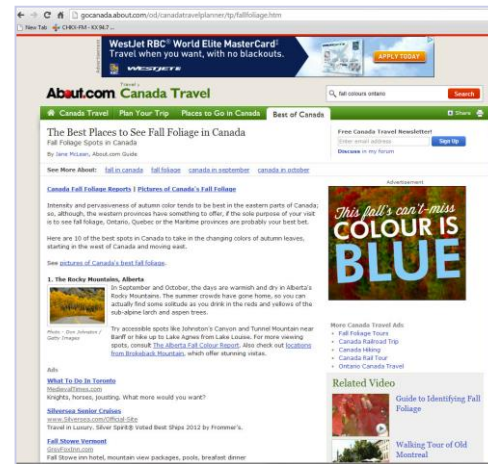 gocanada.about.com/od/canadatravelplanner/tp/fallfoliage.htm
New Tab
CHKX-FM - KX 94.7 ...
Advertisement
WestJet RBC® World Elite MasterCard‡
Travel when you want, with no blackouts.
RBC
WESTJET
APPLY TODAY
Travel
About.com Canada Travel
fall colours ontario
Search
Canada Travel
Plan Your Trip
Places to Go in Canada
Best of Canada
Share
The Best Places to See Fall Foliage in Canada
Fall Foliage Spots in Canada
By Jane McLean, About.com Guide
Free Canada Travel Newsletter!
Enter email address
Sign Up
Discuss in my forum
See More About: fall in canada fall foliage canada in september canada in october
Canada Fall Foliage Reports | Pictures of Canada's Fall Foliage
Intensity and pervasiveness of autumn color tends to be best in the eastern parts of Canada;
so, although, the western provinces have something to offer, if the sole purpose of your visit
is to see fall foliage, Ontario, Quebec or the Maritime provinces are probably your best bet.
Here are 10 of the best spots in Canada to take in the changing colors of autumn leaves,
starting in the west of Canada and moving east.
See pictures of Canada's best fall foliage.
1. The Rocky Mountains, Alberta
In September and October, the days are warmish and dry in Alberta's
Rocky Mountains. The summer crowds have gone home, so you can
actually find some solitude as you drink in the reds and yellows of the
sub-alpine larch and aspen trees.
Photo - Don Johnston /
Getty Images
Try accessible spots like Johnston's Canyon and Tunnel Mountain near
Banff or hike up to Lake Agnes from Lake Louise. For more viewing
spots, consult The Alberta Fall Colour Report. Also check out locations
from Brokeback Mountain, which offer stunning vistas.
Ads
What To Do In Toronto
MedievalTimes.com
Knights, horses, jousting. What more would you want?
Silversea Senior Cruises
www.Silversea.com/Official-Site
Travel in Luxury. Silver Spirit® Voted Best Ships 2012 by Frommer's.
Fall Stowe Vermont
GreyFoxInn.com
Fall Stowe inn hotel, mountain view packages, pools, breakfast dinner
Advertisement
This fall's can't-miss
COLOUR IS
BLUE
More Canada Travel Ads
Fall Foliage Tours
Canada Railroad Trip
Canada Hiking
Canada Rail Tour
Ontario Canada Travel
Related Video
Guide to Identifying Fall
Foliage
Walking Tour of Old
Montreal